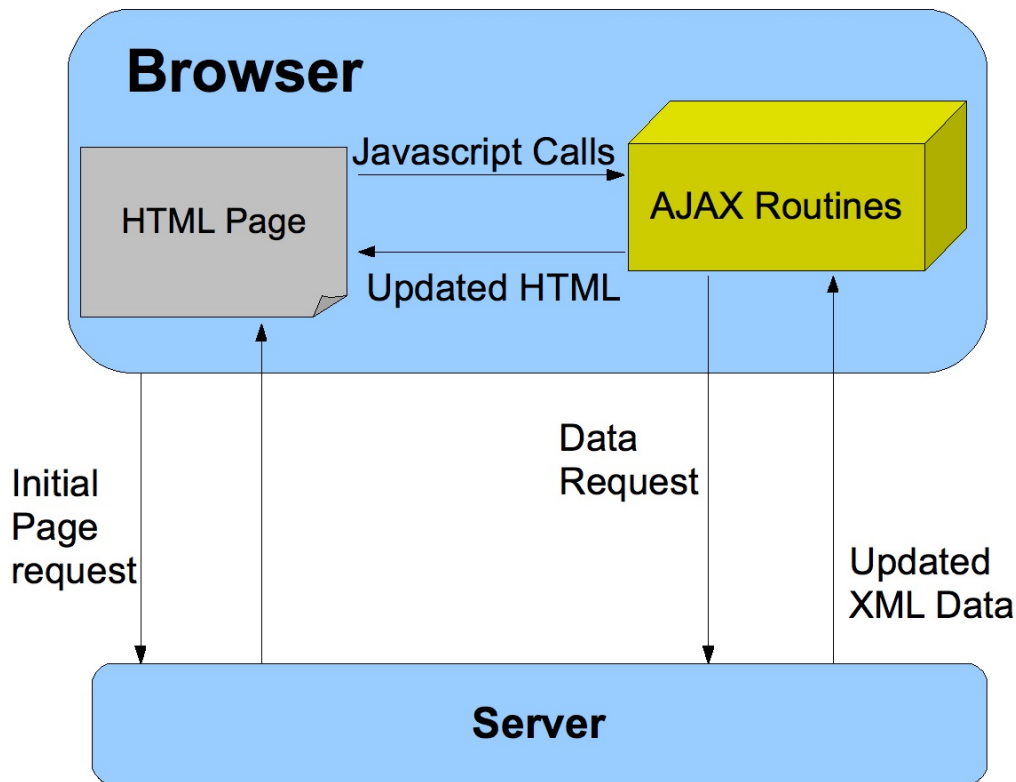 Browser
Javascript Calls
HTML Page
AJAX Routines
Updated HTML
Initial
Page
request
Data
Request
Updated
XML Data
Server